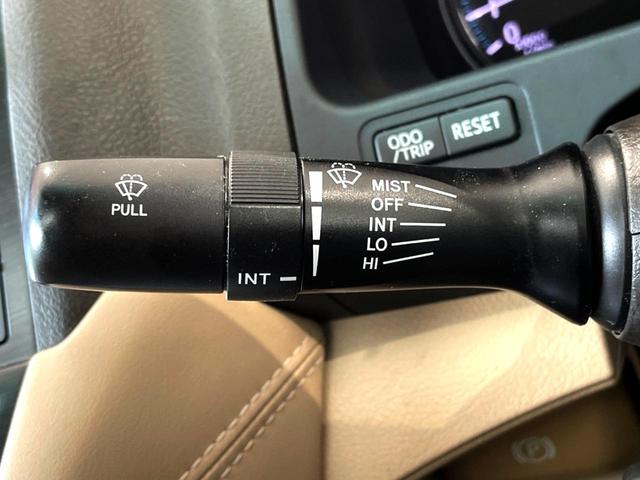 ODO
/TRIP
RESET
PULL
MIST
OFF
INT
LO
HI
INT